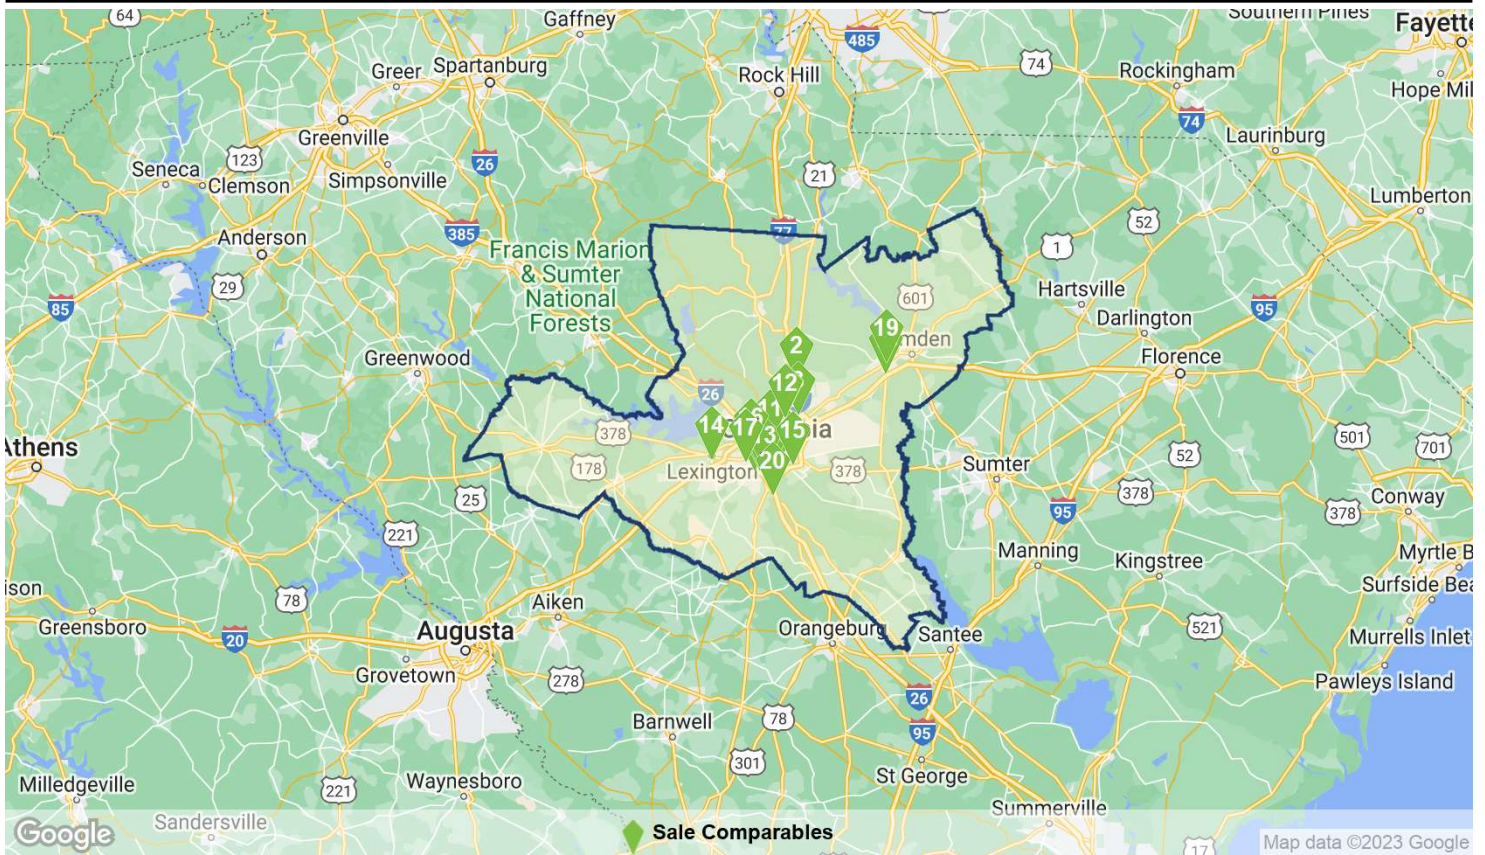 64
Gaffney
Southern Pines
Fayette
485
Greer
Spartanburg
Rock Hill
74
Rockingham
Hope Mil
Greenville
74
Laurinburg
123
26
Seneca
Clemson
Simpsonville
21
Lumberton
52
385
Anderson
77
1
Francis Marion
& Sumter
National
Forests
29
601
Hartsville
85
95
Darlington
19
mden
2
Greenwood
Florence
12
26
11
14
17
3
15
ia
378
Athens
501
701
Lexington
20
378
178
Sumter
52
25
378
Conway
95
378
221
Manning
Kingstree
Myrtle B
ison
78
Surfside Bea
Aiken
Greensboro
20
Augusta
Orangeburg
Santee
521
Murrells Inlet
Grovetown
278
Pawleys Island
26
Barnwell
78
95
301
St George
Milledgeville
221
Waynesboro
Summerville
Google
Sandersville
Sale Comparables
17
Map data ©2023 Google